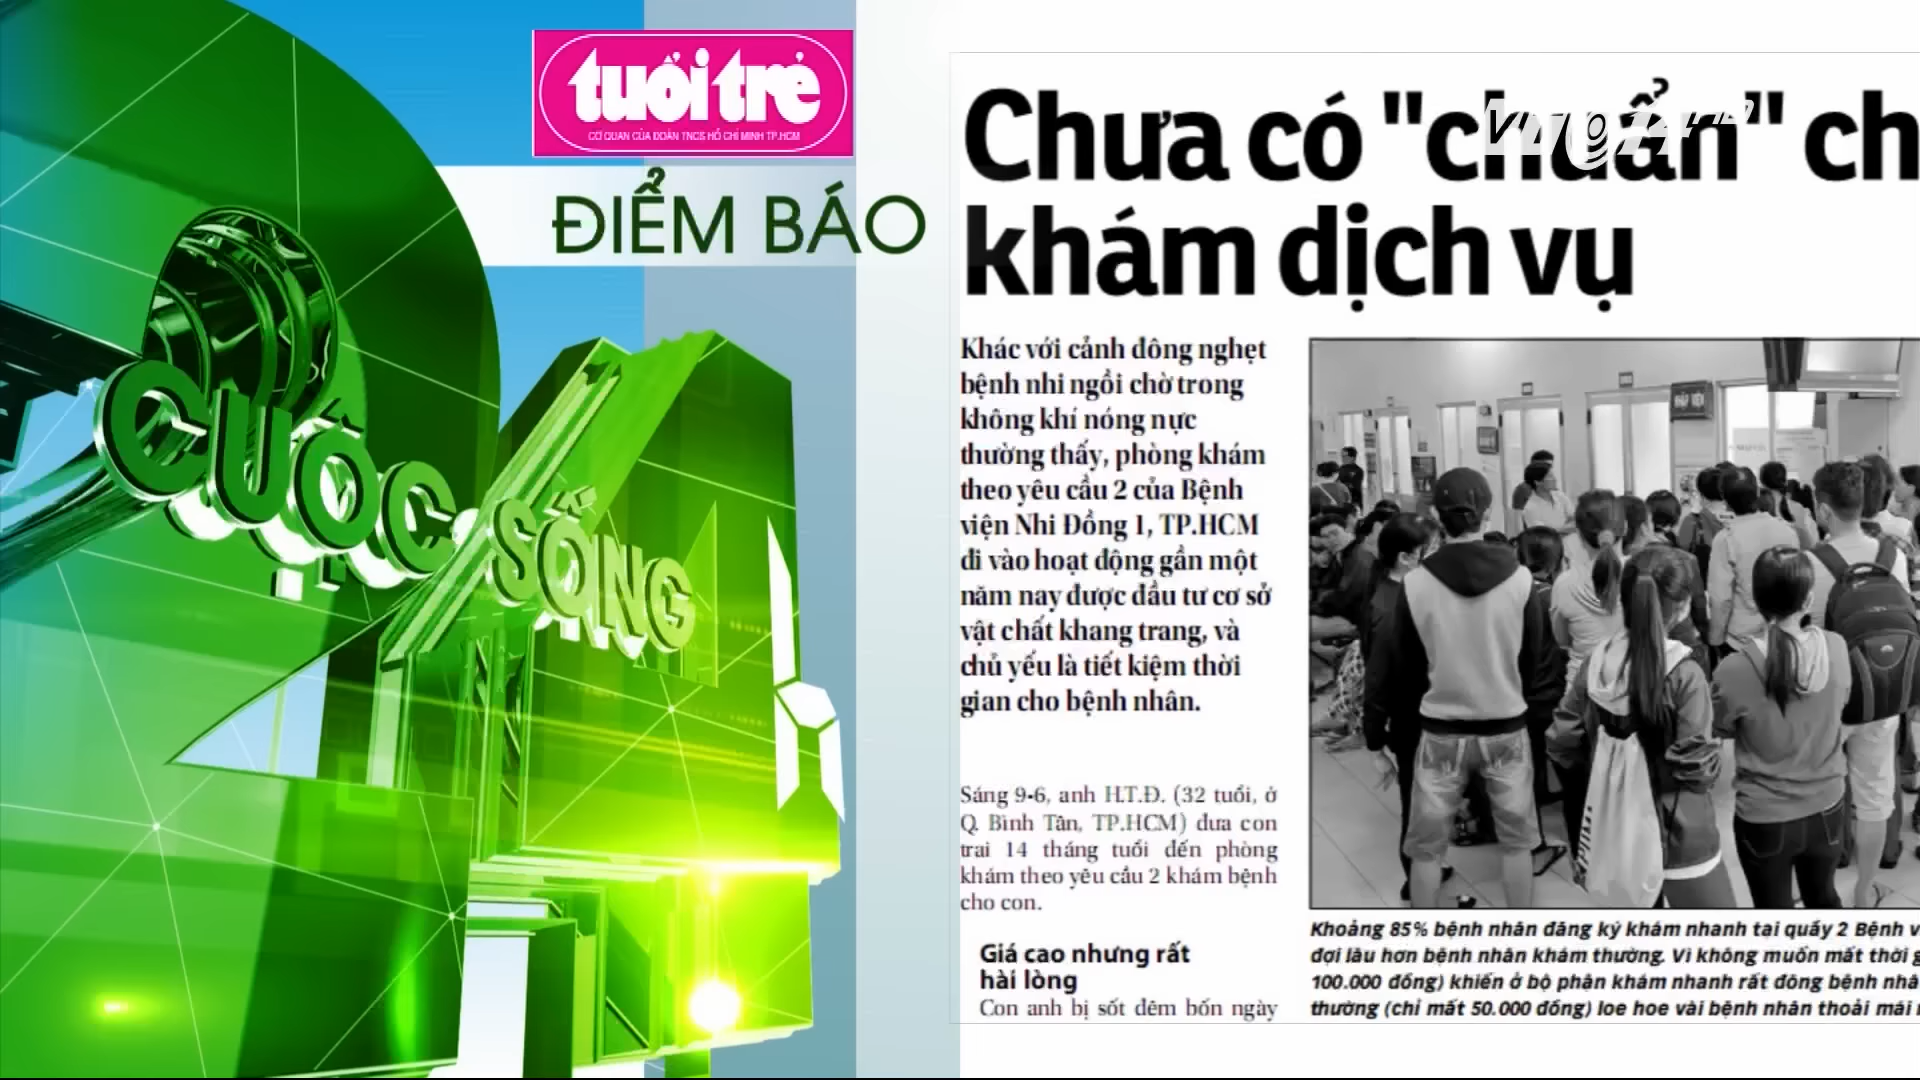 tuổi trẻ
CƠ QUAN CỦA ĐOÀN TNCS HỒ CHÍ MINH TP.HCM
ĐIỂM BÁO
CUỘC SỐNG
Chưa có "chuẩn" ch
khám dịch vụ
Khác với cảnh đông nghẹt
bệnh nhi ngồi chờ trong
không khí nóng nực
thường thấy, phòng khám
theo yêu cầu 2 của Bệnh
viện Nhi Đồng 1, TP.HCM
đi vào hoạt động gần một
năm nay được đầu tư cơ sở
vật chất khang trang, và
chủ yếu là tiết kiệm thời
gian cho bệnh nhân.
Sáng 9-6, anh H.T.Đ. (32 tuổi, ở
Q. Bình Tân, TP.HCM) đưa con
trai 14 tháng tuổi đến phòng
khám theo yêu cầu 2 khám bệnh
cho con.
Giá cao nhưng rất
hài lòng
Con anh bị sốt đêm bốn ngày
NHẬP VIỆN
Khoảng 85% bệnh nhân đăng ký khám nhanh tại quầy 2 Bệnh v
đợi lâu hơn bệnh nhân khám thường. Vì không muốn mất thời g
100.000 đồng) khiến ở bộ phận khám nhanh rất đông bệnh nhâ
thường (chỉ mất 50.000 đồng) loe hoe vài bệnh nhân thoải mái